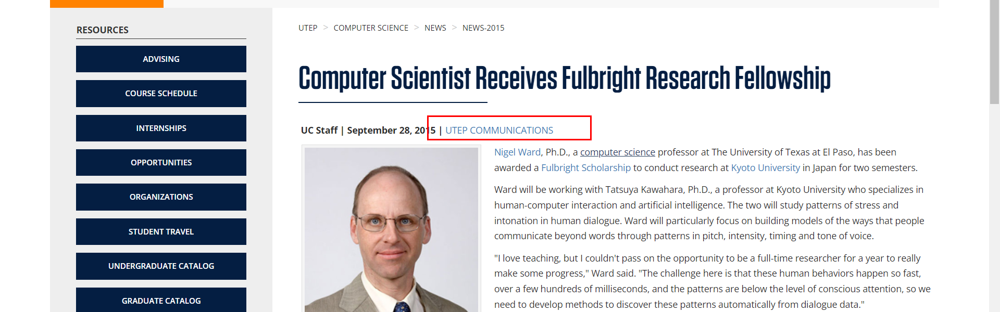 RESOURCES
ADVISING
COURSE SCHEDULE
INTERNSHIPS
OPPORTUNITIES
ORGANIZATIONS
STUDENT TRAVEL
UNDERGRADUATE CATALOG
GRADUATE CATALOG
UTEP > COMPUTER SCIENCE > NEWS > NEWS-2015
Computer Scientist Receives Fulbright Research Fellowship
UC Staff | September 28, 2015 | UTEP COMMUNICATIONS
Nigel Ward, Ph.D., a computer science professor at The University of Texas at El Paso, has been
awarded a Fulbright Scholarship to conduct research at Kyoto University in Japan for two semesters.
Ward will be working with Tatsuya Kawahara, Ph.D., a professor at Kyoto University who specializes in
human-computer interaction and artificial intelligence. The two will study patterns of stress and
intonation in human dialogue. Ward will particularly focus on building models of the ways that people
communicate beyond words through patterns in pitch, intensity, timing and tone of voice.
"I love teaching, but I couldn't pass on the opportunity to be a full-time researcher for a year to really
make some progress," Ward said. "The challenge here is that these human behaviors happen so fast,
over a few hundreds of milliseconds, and the patterns are below the level of conscious attention, so we
need to develop methods to discover these patterns automatically from dialogue data."